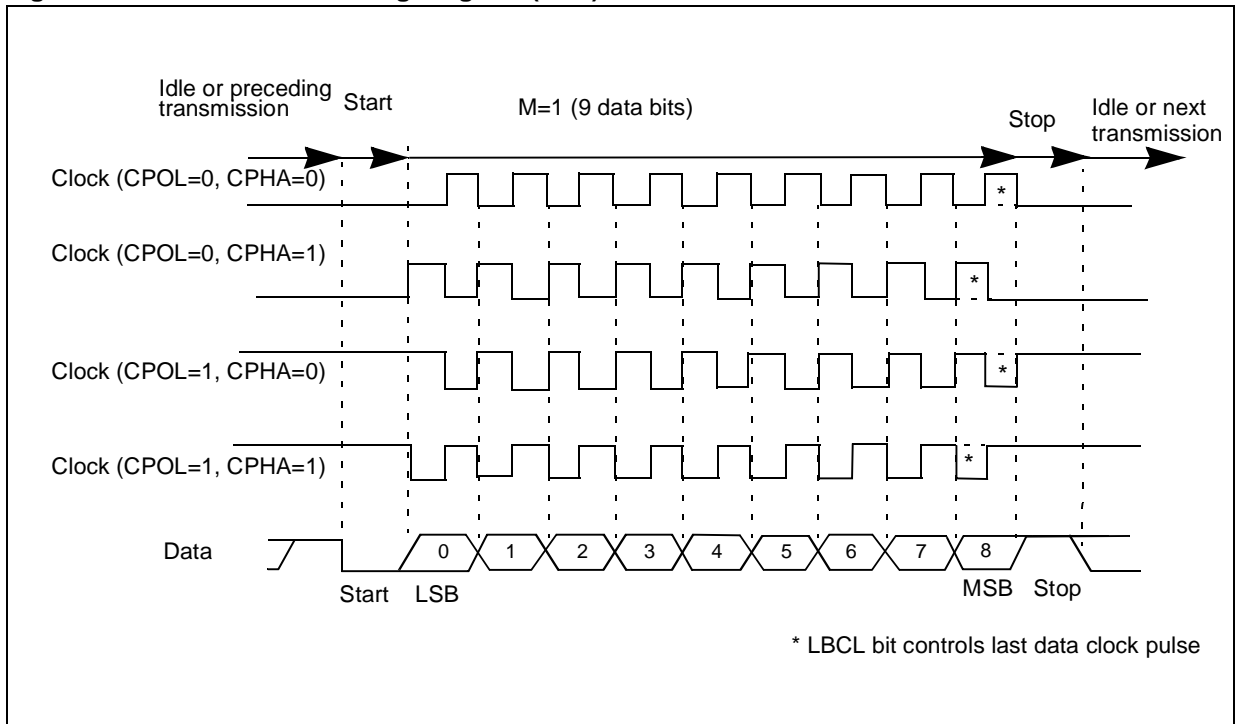 Idle or preceding
transmission
Start
M=1 (9 data bits)
Stop
Idle or next
transmission
Clock (CPOL=0, CPHA=0)
*
Clock (CPOL=0, CPHA=1)
*
Clock (CPOL=1, CPHA=0)
*
Clock (CPOL=1, CPHA=1)
*
Data
0 1 2 3 4 5 6 7 8
Start LSB MSB Stop
* LBCL bit controls last data clock pulse